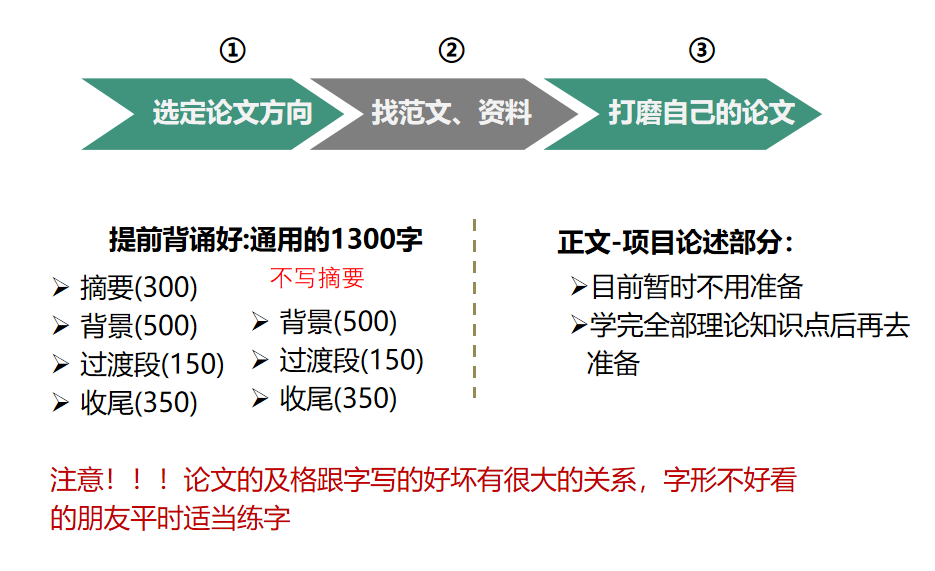 ① ② ③
选定论文方向 找范文、资料 打磨自己的论文
提前背诵好:通用的1300字
不写摘要
➢ 摘要(300)
➢ 背景(500)
➢ 过渡段(150)
➢ 收尾(350)
➢ 背景(500)
➢ 过渡段(150)
➢ 收尾(350)
正文-项目论述部分：
➢目前暂时不用准备
➢学完全部理论知识点后再去
准备
注意！！！论文的及格跟字写的好坏有很大的关系，字形不好看
的朋友平时适当练字